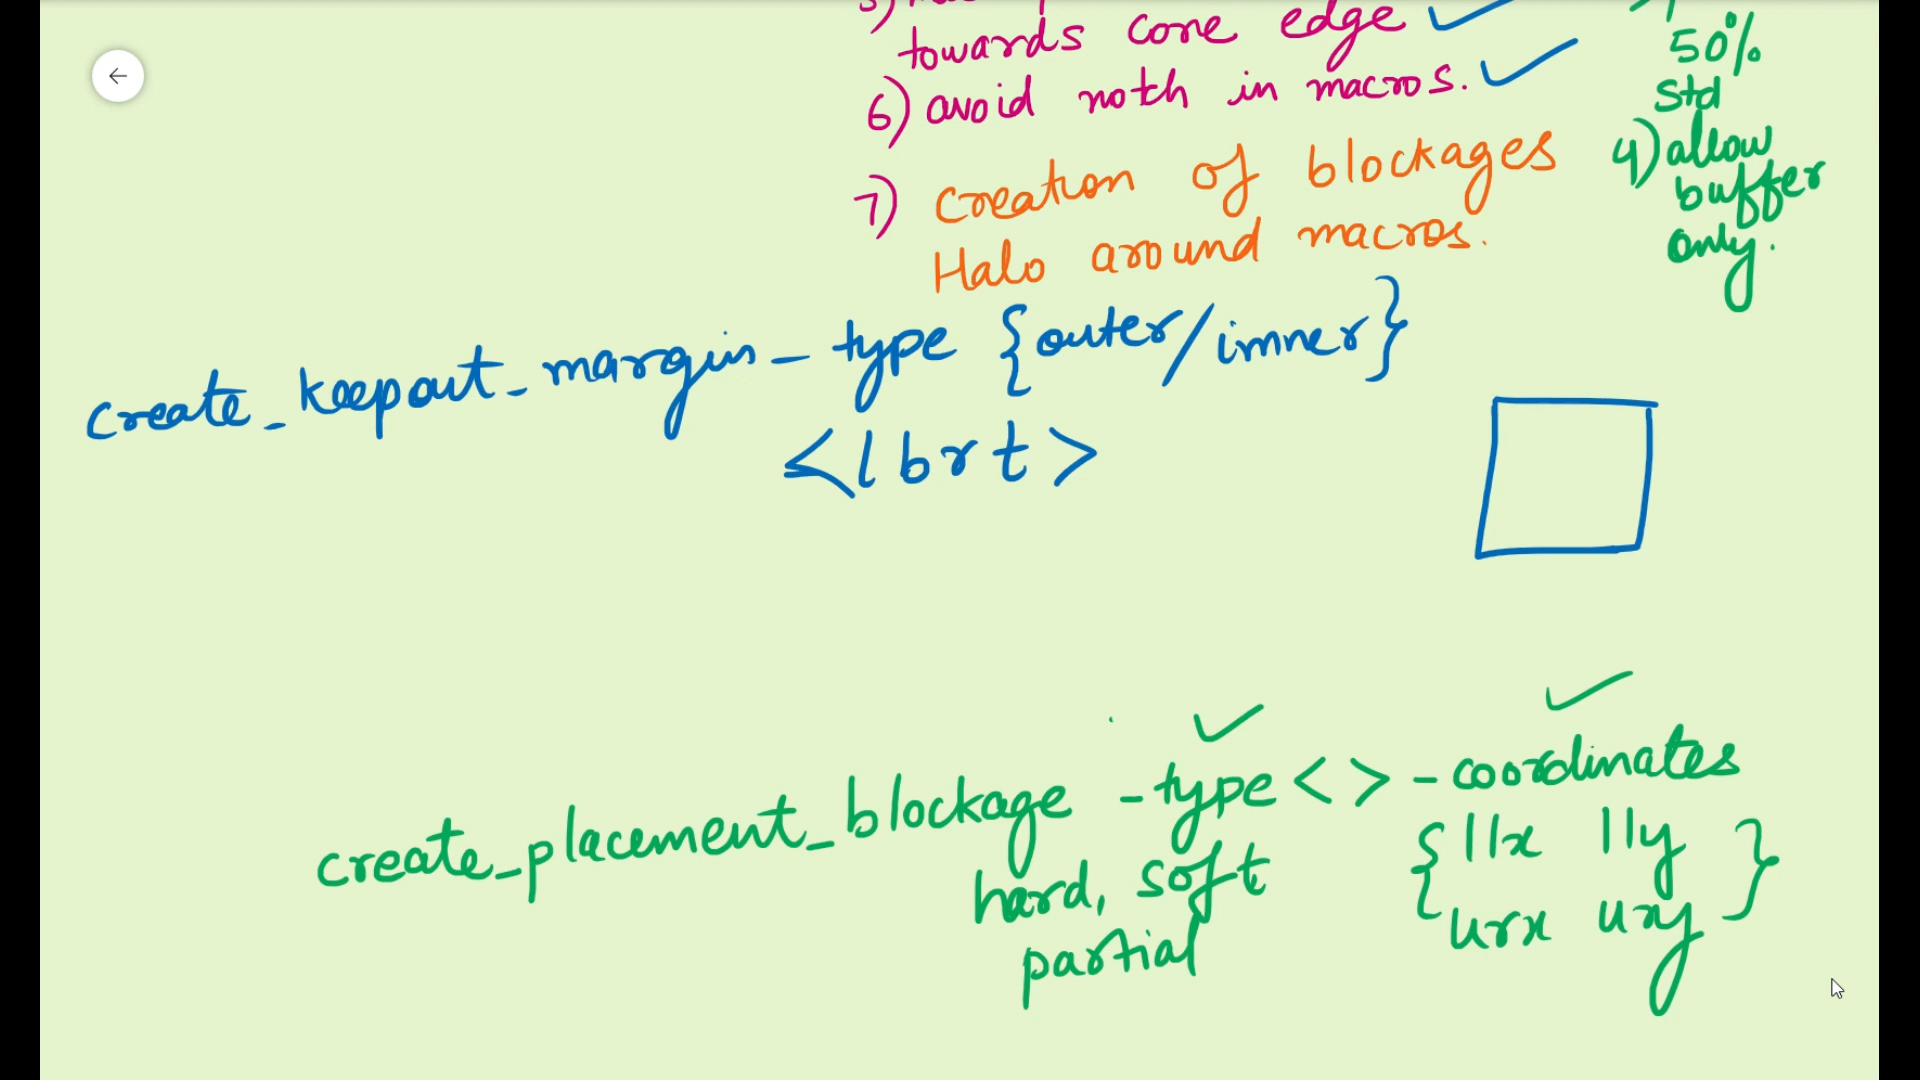 towards core edge
6) avoid notch in macros.
7) creation of blockages
Halo around macros.
50%
std
4) allow
buffer
only.
create_keepout_margin_type {outer/inner}
<l b r t>
create_placement_blockage -type < > -coordinates
hard, soft
partial
{llx lly
urx ury}